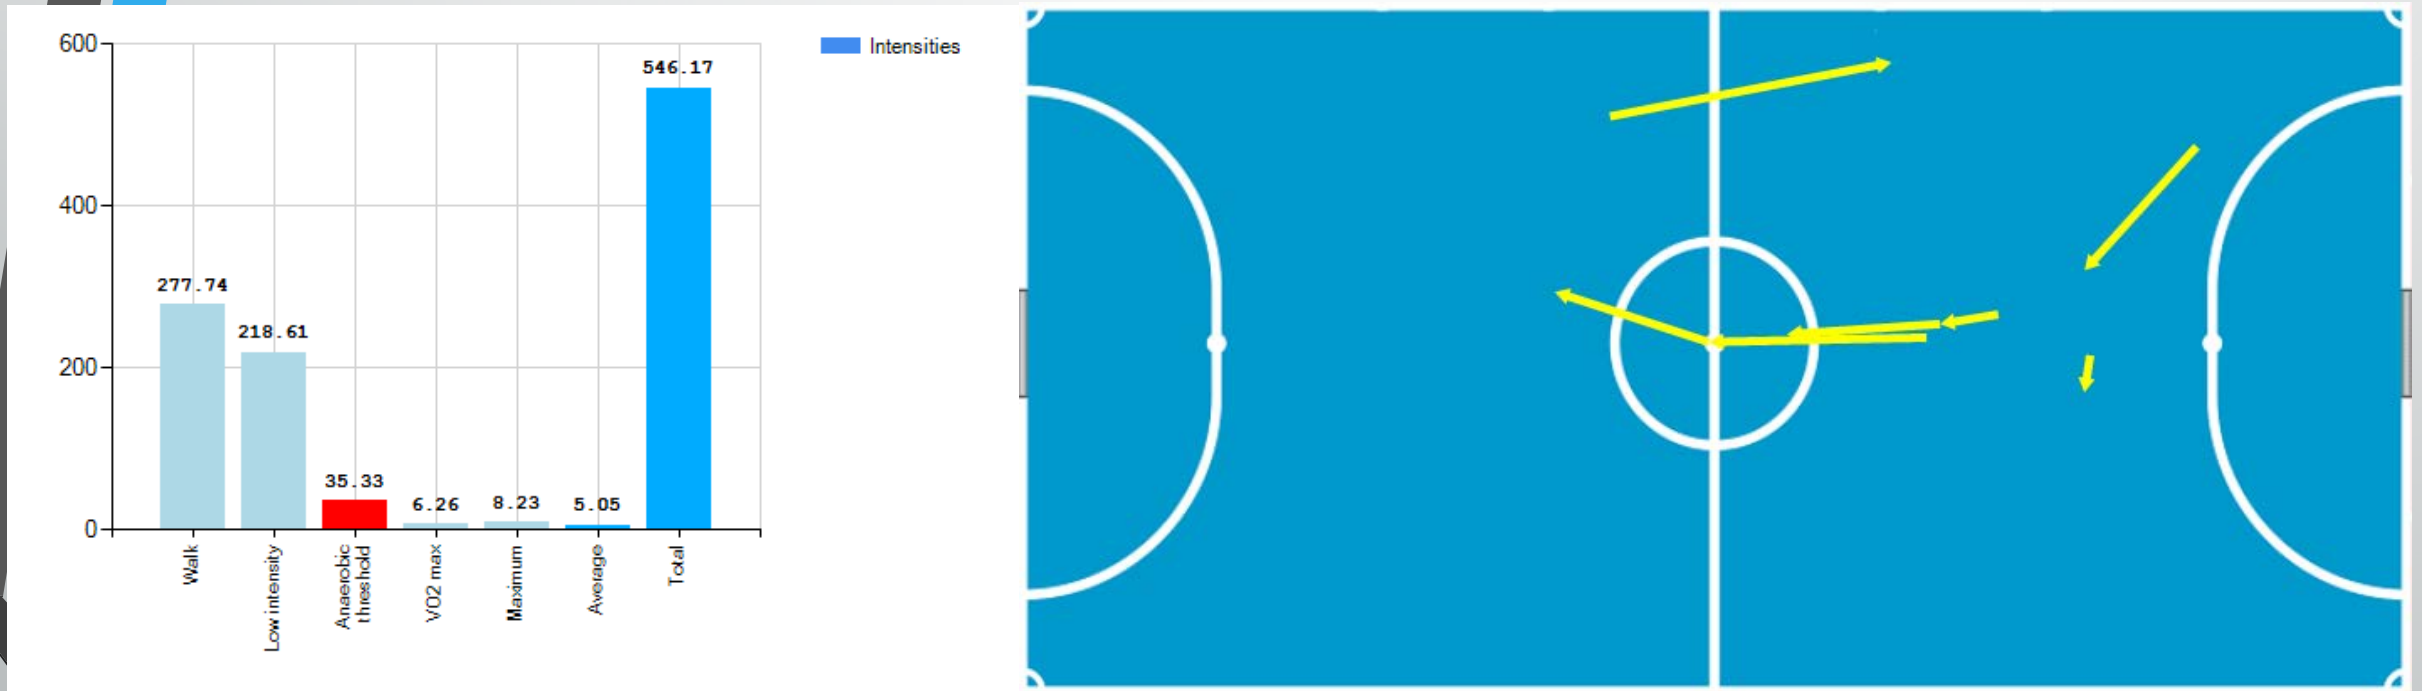 600
400
200
0
277.74
218.61
35.33
6.26
8.23
5.05
546.17
Walk
Low intensity
Anaerobic
threshold
VO2 max
Maximum
Average
Total
Intensities